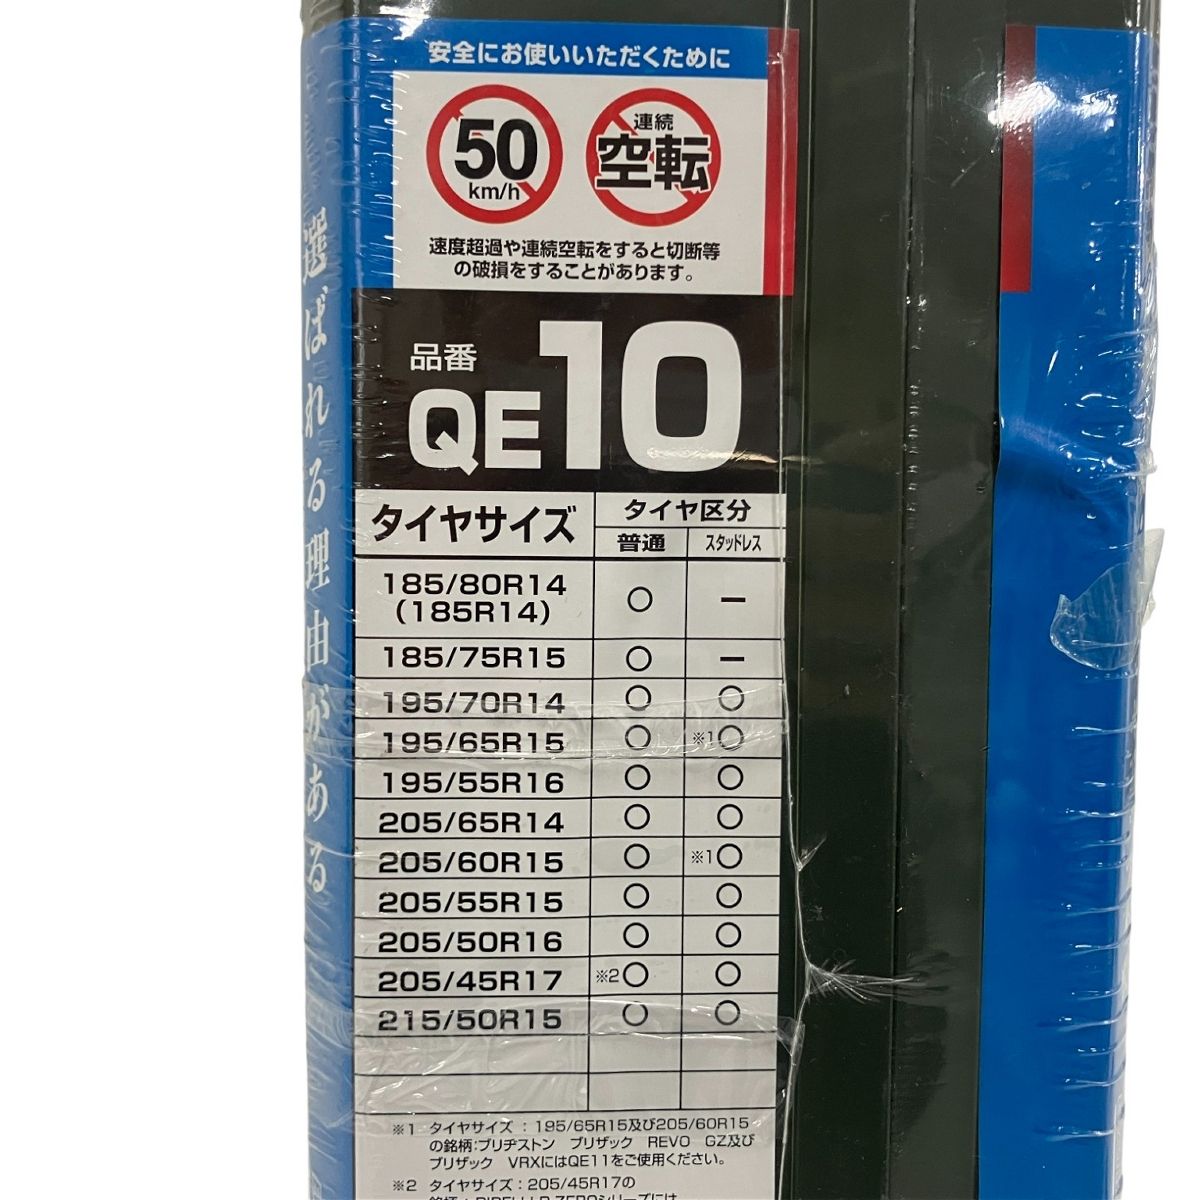 安全にお使いいただくために
50
km/h
連続
空転
速度超過や連続空転をすると切断等
の破損をすることがあります。
選ばれる理由がある
品番
QE10
タイヤサイズ
タイヤ区分
普通 スタッドレス
185/80R14
(185R14) ○ ー
185/75R15 ○ ー
195/70R14 ○ ○
195/65R15 ○ ※1○
195/55R16 ○ ○
205/65R14 ○ ○
205/60R15 ○ ※1○
205/55R15 ○ ○
205/50R16 ○ ○
205/45R17 ※2○ ○
215/50R15 ○ ○
※1 タイヤサイズ：195/65R15及び205/60R15
の銘柄：ブリヂストン ブリザック REVO GZ及び
ブリザック VRXにはQE11をご使用ください。
※2 タイヤサイズ：205/45R17の